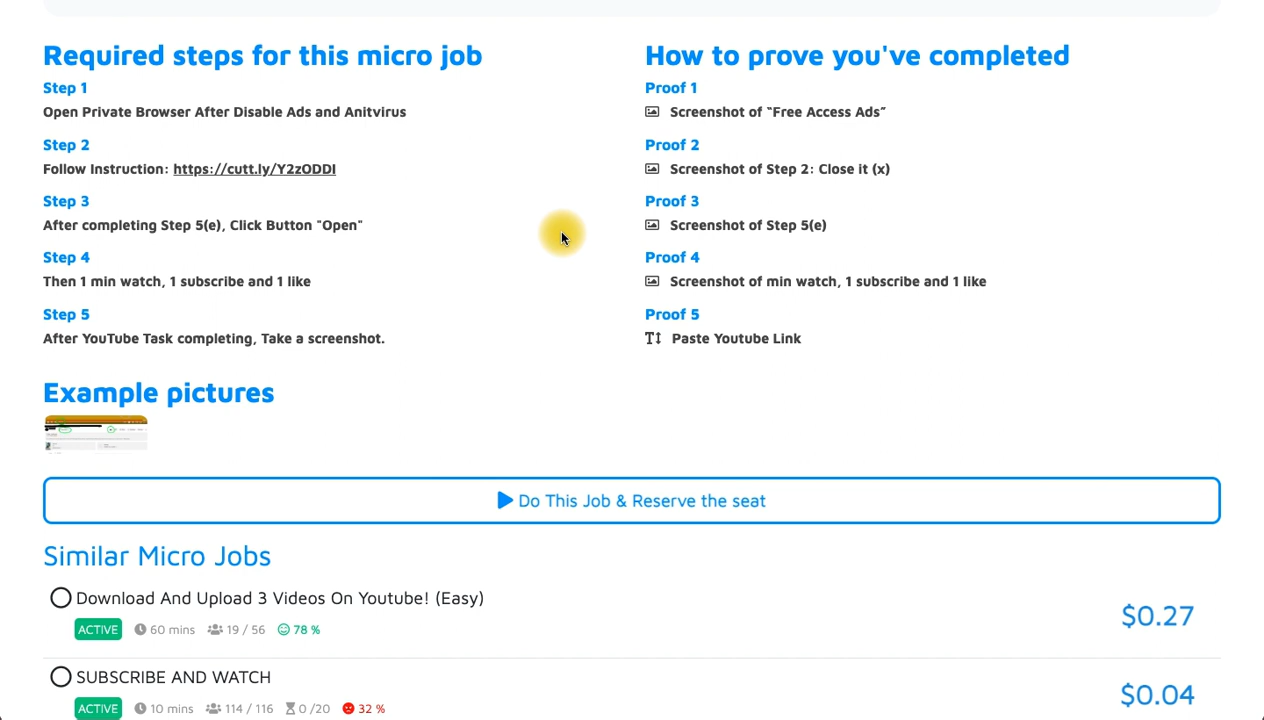 Required steps for this micro job
Step 1
Open Private Browser After Disable Ads and Anitvirus
Step 2
Follow Instruction: https://cutt.ly/Y2zODDI
Step 3
After completing Step 5(e), Click Button "Open"
Step 4
Then 1 min watch, 1 subscribe and 1 like
Step 5
After YouTube Task completing, Take a screenshot.
How to prove you've completed
Proof 1
Screenshot of “Free Access Ads”
Proof 2
Screenshot of Step 2: Close it (x)
Proof 3
Screenshot of Step 5(e)
Proof 4
Screenshot of min watch, 1 subscribe and 1 like
Proof 5
Paste Youtube Link
Example pictures
Do This Job & Reserve the seat
Similar Micro Jobs
Download And Upload 3 Videos On Youtube! (Easy)
ACTIVE 60 mins 19 / 56 78 %
$0.27
SUBSCRIBE AND WATCH
ACTIVE 10 mins 114 / 116 0 /20 32 %
$0.04